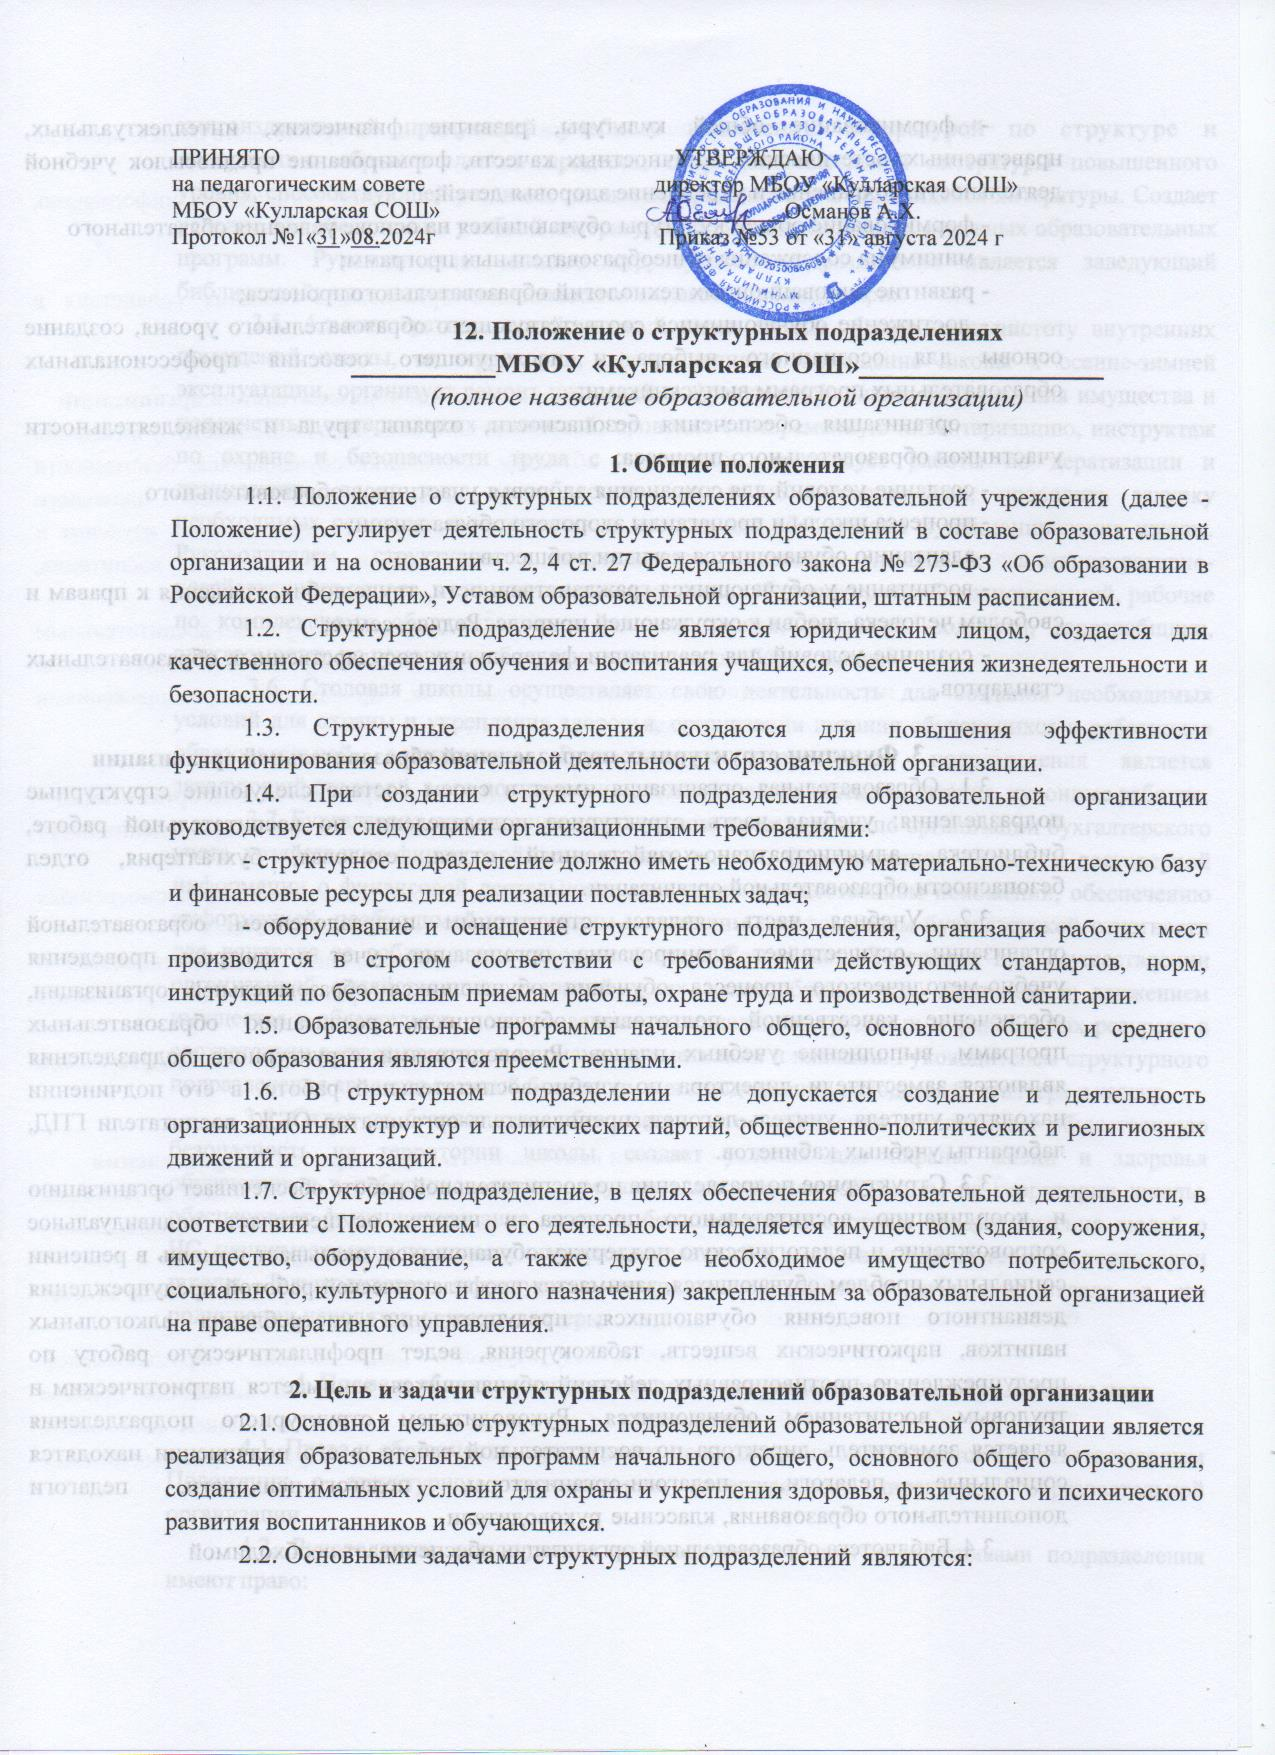 ПРИНЯТО
на педагогическим совете
МБОУ «Кулларская СОШ»
Протокол №1«31»08.2024г
УТВЕРЖДАЮ
директор МБОУ «Кулларская СОШ»
Османов А.Х.
Приказ №53 от «31» августа 2024 г
12. Положение о структурных подразделениях
МБОУ «Кулларская СОШ»
(полное название образовательной организации)
1. Общие положения
1.1. Положение о структурных подразделениях образовательной учреждения (далее -
Положение) регулирует деятельность структурных подразделений в составе образовательной
организации и на основании ч. 2, 4 ст. 27 Федерального закона № 273-ФЗ «Об образовании в
Российской Федерации», Уставом образовательной организации, штатным расписанием.
1.2. Структурное подразделение не является юридическим лицом, создается для
качественного обеспечения обучения и воспитания учащихся, обеспечения жизнедеятельности и
безопасности.
1.3. Структурные подразделения создаются для повышения эффективности
функционирования образовательной деятельности образовательной организации.
1.4. При создании структурного подразделения образовательной организации
руководствуется следующими организационными требованиями:
- структурное подразделение должно иметь необходимую материально-техническую базу
и финансовые ресурсы для реализации поставленных задач;
- оборудование и оснащение структурного подразделения, организация рабочих мест
производится в строгом соответствии с требованиями действующих стандартов, норм,
инструкций по безопасным приемам работы, охране труда и производственной санитарии.
1.5. Образовательные программы начального общего, основного общего и среднего
общего образования являются преемственными.
1.6. В структурном подразделении не допускается создание и деятельность
организационных структур и политических партий, общественно-политических и религиозных
движений и организаций.
1.7. Структурное подразделение, в целях обеспечения образовательной деятельности, в
соответствии с Положением о его деятельности, наделяется имуществом (здания, сооружения,
имущество, оборудование, а также другое необходимое имущество потребительского,
социального, культурного и иного назначения) закрепленным за образовательной организацией
на праве оперативного управления.
2. Цель и задачи структурных подразделений образовательной организации
2.1. Основной целью структурных подразделений образовательной организации является
реализация образовательных программ начального общего, основного общего образования,
создание оптимальных условий для охраны и укрепления здоровья, физического и психического
развития воспитанников и обучающихся.
2.2. Основными задачами структурных подразделений являются: